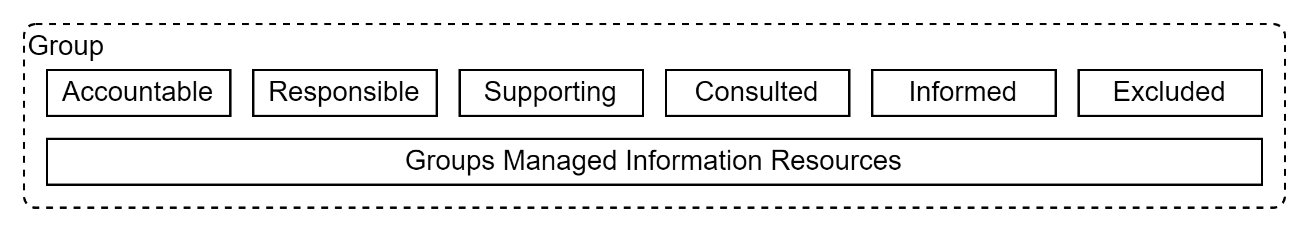 Group
Accountable Responsible Supporting Consulted Informed Excluded
Groups Managed Information Resources